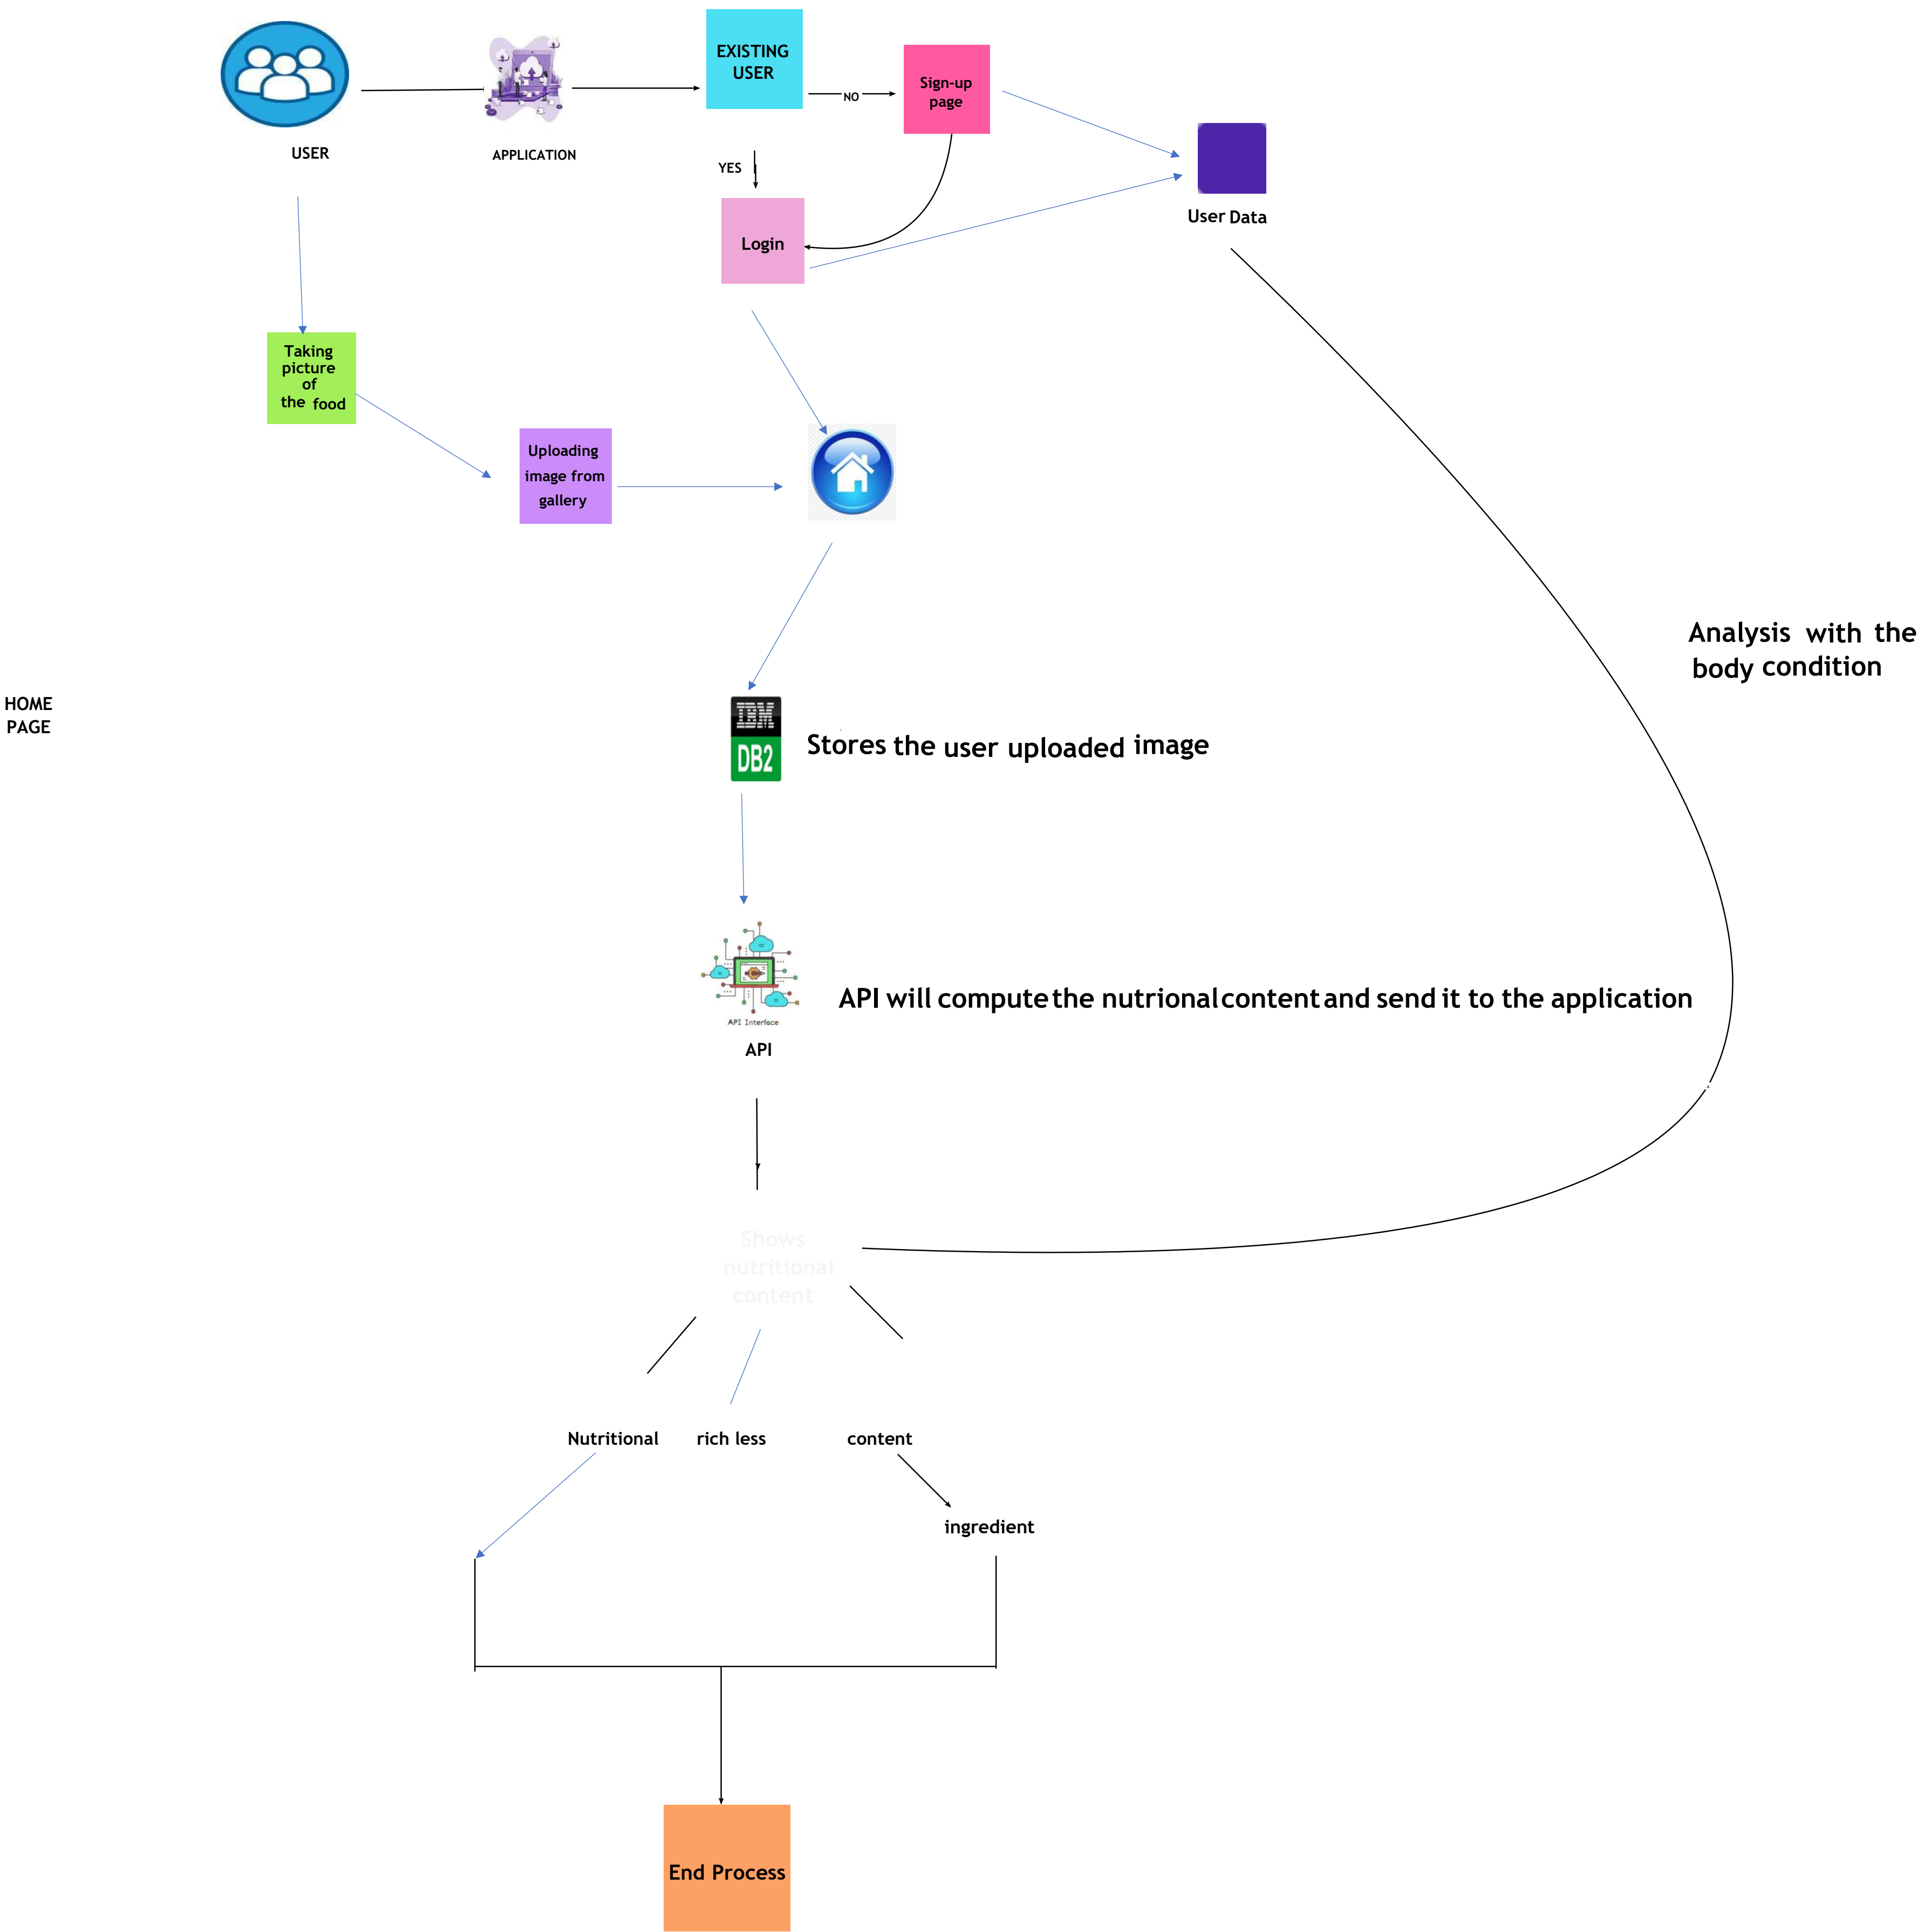 EXISTING
USER
Sign-up
page
NO
USER
APPLICATION
YES
User Data
Login
Taking
picture
of
the food
Uploading
image from
gallery
Analysis with the
body condition
HOME
PAGE
IBM
DB2
Stores the user uploaded image
API will compute the nutrional content and send it to the application
API Interface
API
Shows
nutritional
content
Nutritional rich less content
ingredient
End Process